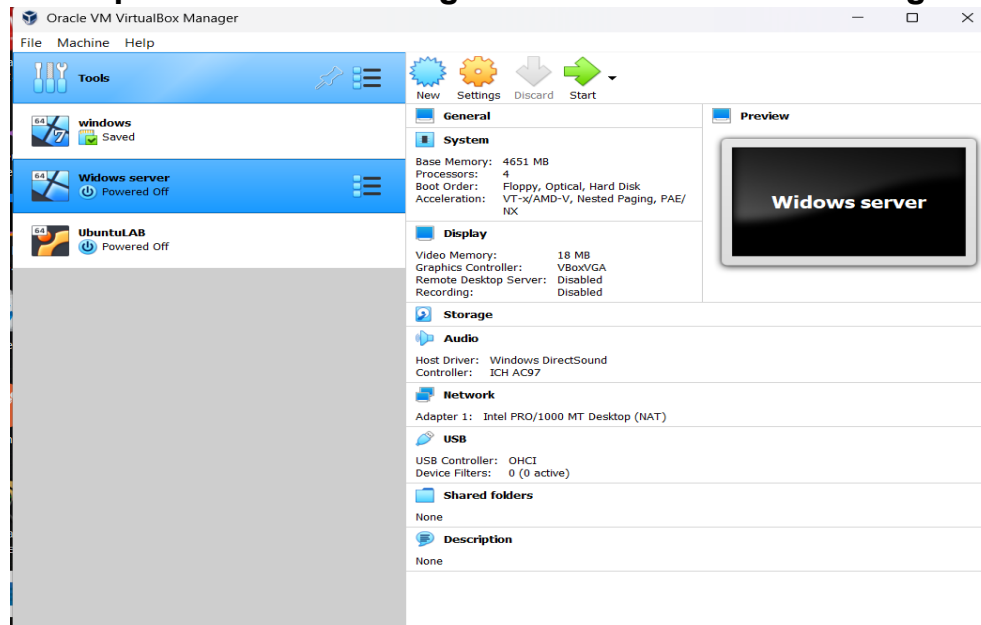 Oracle VM VirtualBox Manager
File Machine Help
Tools
New Settings Discard Start
64
windows
Saved
64
Widows server
Powered Off
64
UbuntuLAB
Powered Off
General
System
Base Memory: 4651 MB
Processors: 4
Boot Order: Floppy, Optical, Hard Disk
Acceleration: VT-x/AMD-V, Nested Paging, PAE/
NX
Display
Video Memory: 18 MB
Graphics Controller: VBoxVGA
Remote Desktop Server: Disabled
Recording: Disabled
Storage
Audio
Host Driver: Windows DirectSound
Controller: ICH AC97
Network
Adapter 1: Intel PRO/1000 MT Desktop (NAT)
USB
USB Controller: OHCI
Device Filters: 0 (0 active)
Shared folders
None
Description
None
Preview
Widows server